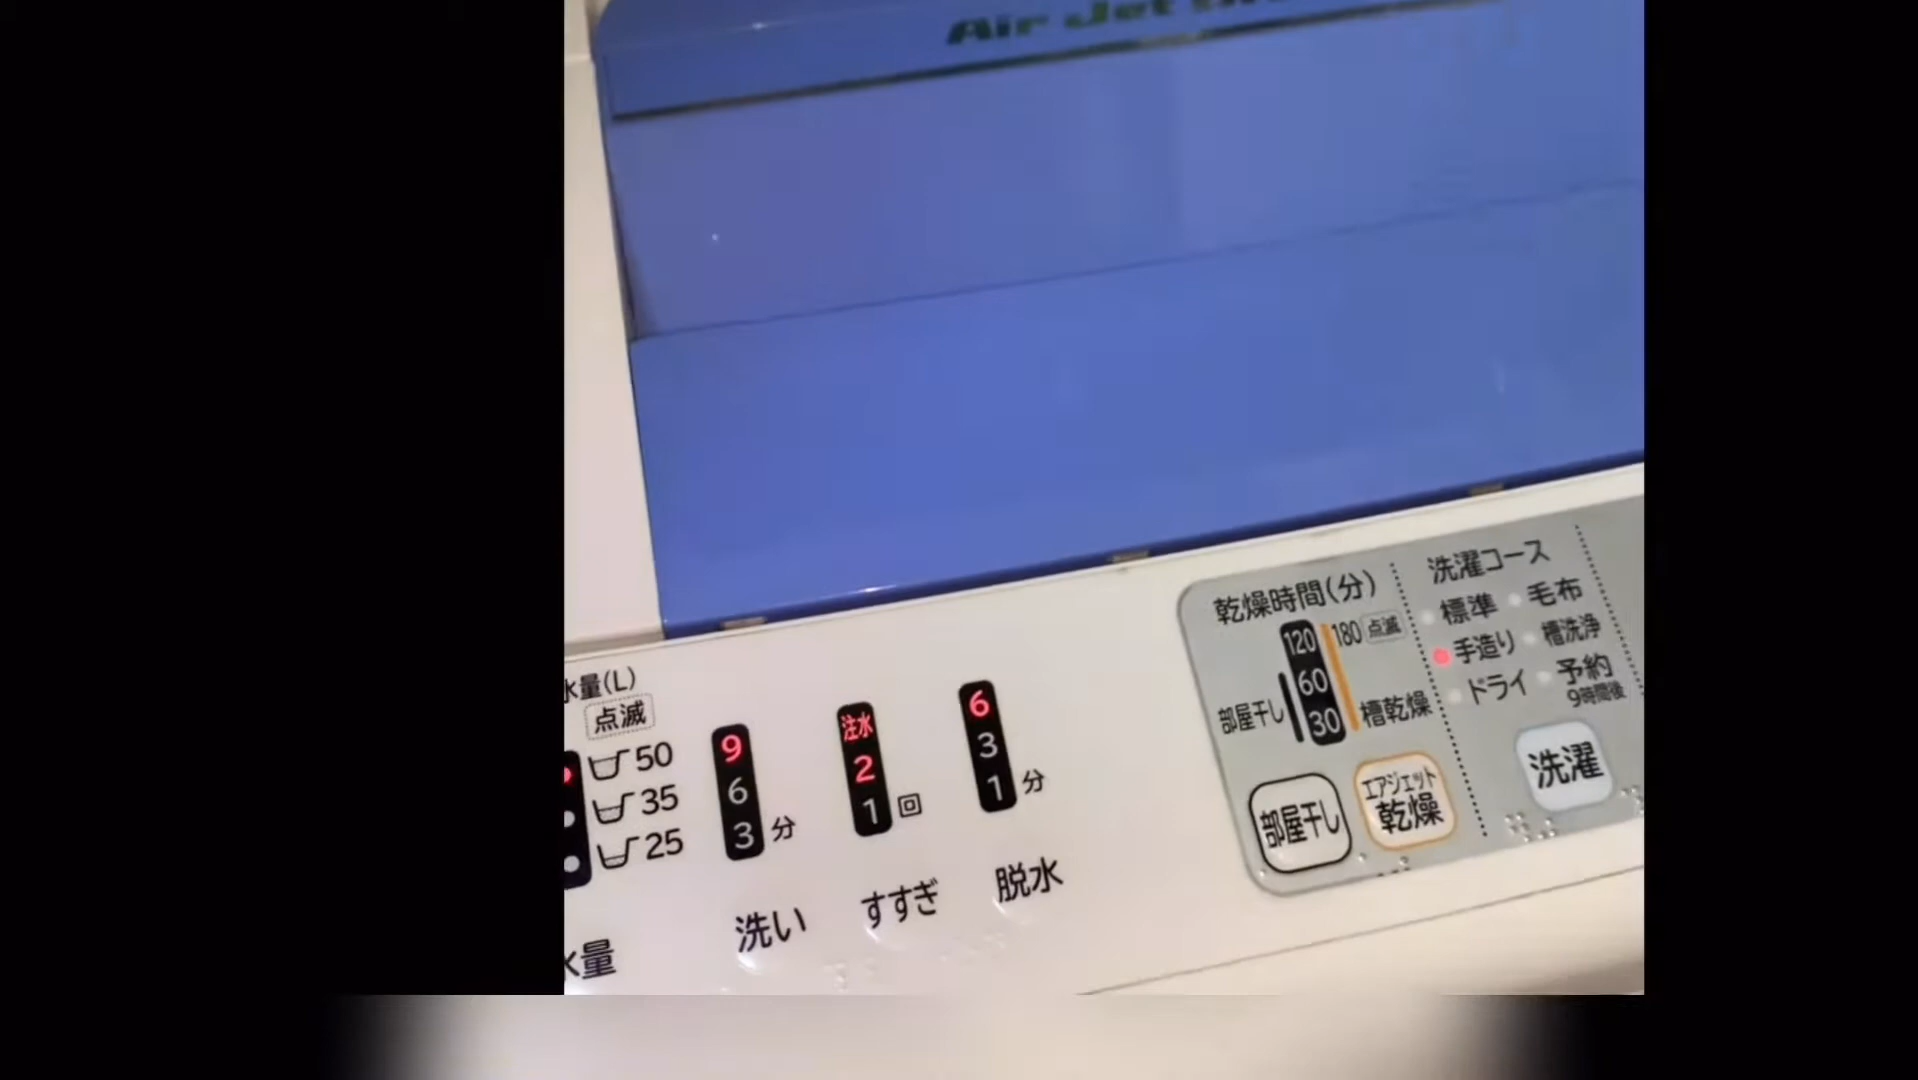 Air Jet
水量(L)
点滅
50
35
25
水量
9
6
3 分
洗い
注水
2
1 回
すすぎ
6
3
1 分
脱水
乾燥時間(分)
120 180 点滅
60
30
部屋干し
槽乾燥
部屋干し
エアジェット
乾燥
洗濯コース
標準 毛布
手造り 槽洗浄
ドライ 予約
9時間後
洗濯